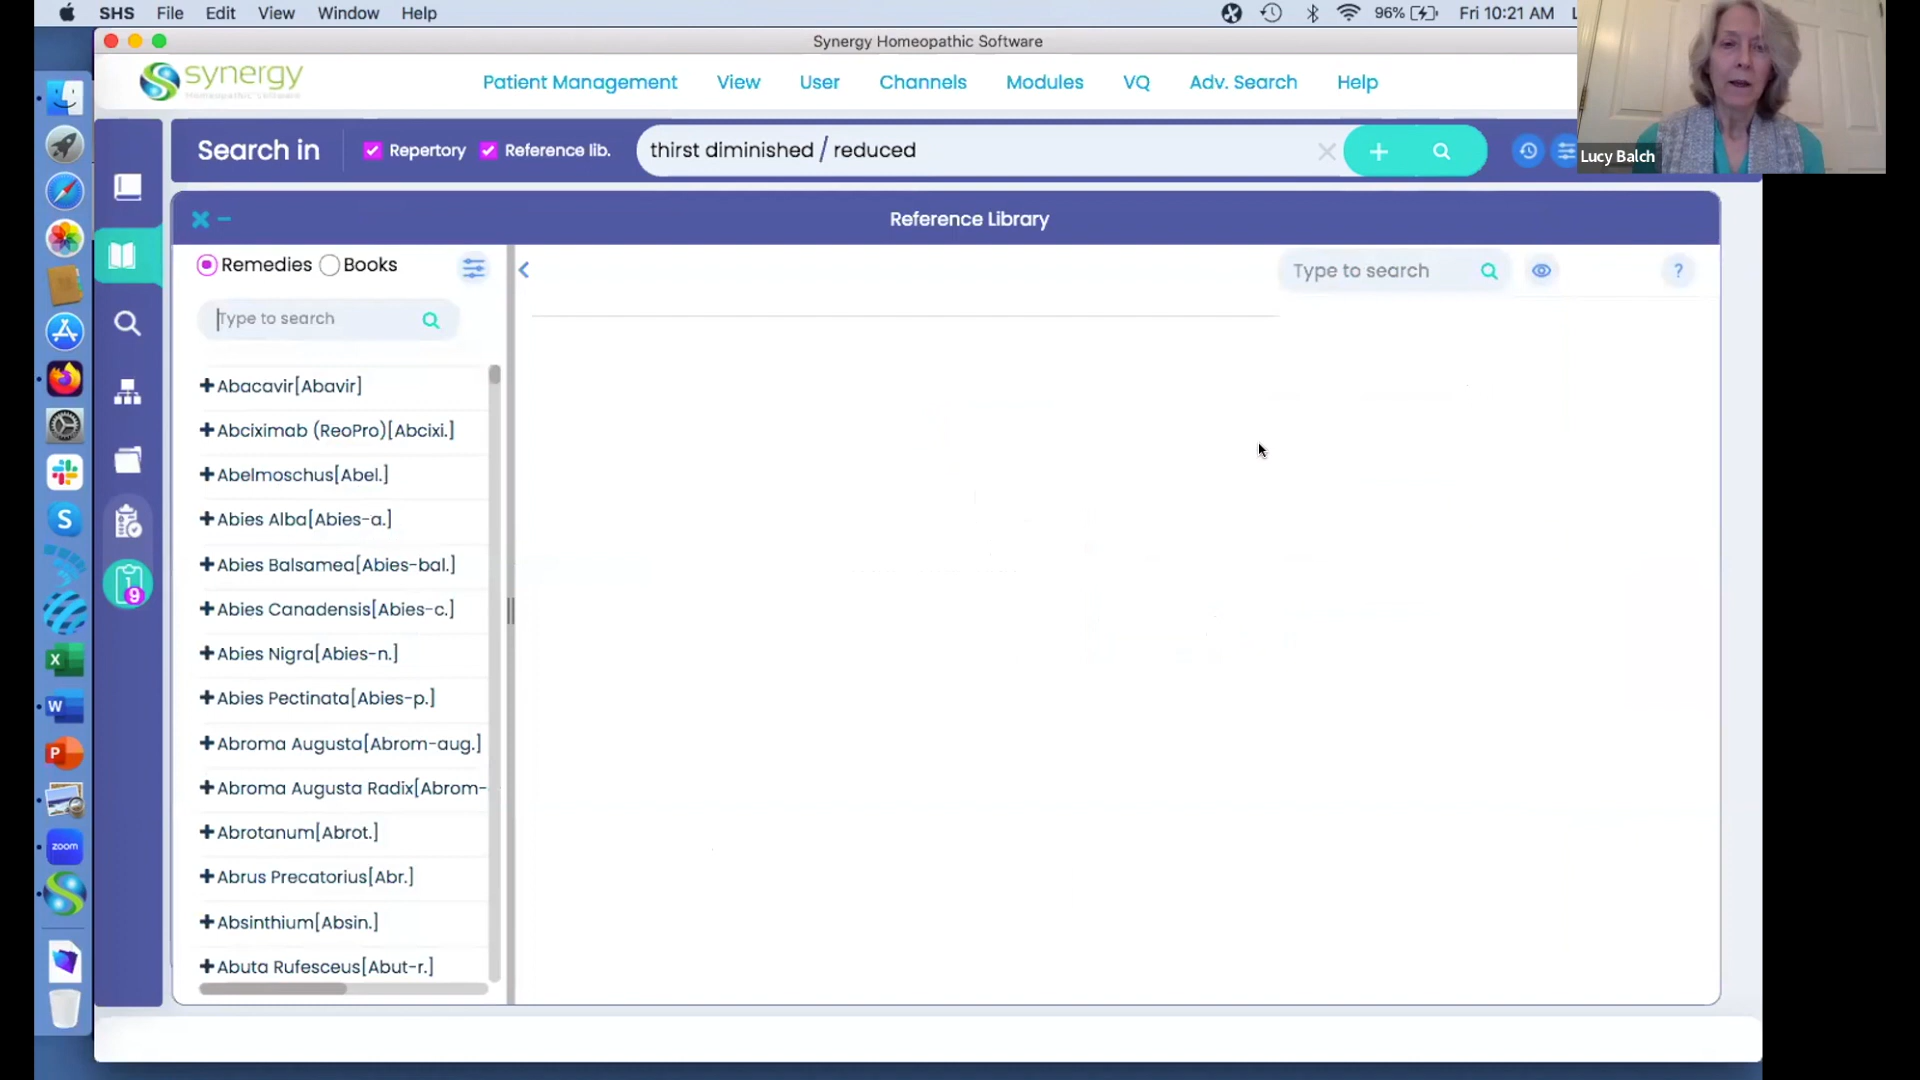 SHS File Edit View Window Help 96% Fri 10:21 AM L
Synergy Homeopathic Software
synergy
Patient Management View User Channels Modules VQ Adv. Search Help
Search in Repertory Reference lib. thirst diminished / reduced
Lucy Balch
Reference Library
Remedies Books
Type to search
Type to search
?
Abacavir[Abavir]
Abciximab (ReoPro)[Abcixi.]
Abelmoschus[Abel.]
Abies Alba[Abies-a.]
Abies Balsamea[Abies-bal.]
Abies Canadensis[Abies-c.]
Abies Nigra[Abies-n.]
Abies Pectinata[Abies-p.]
Abroma Augusta[Abrom-aug.]
Abroma Augusta Radix[Abrom-
Abrotanum[Abrot.]
Abrus Precatorius[Abr.]
Absinthium[Absin.]
Abuta Rufesceus[Abut-r.]
9
S
X
W
P
zoom